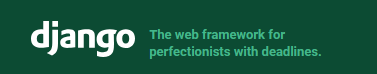 django
The web framework for
perfectionists with deadlines.